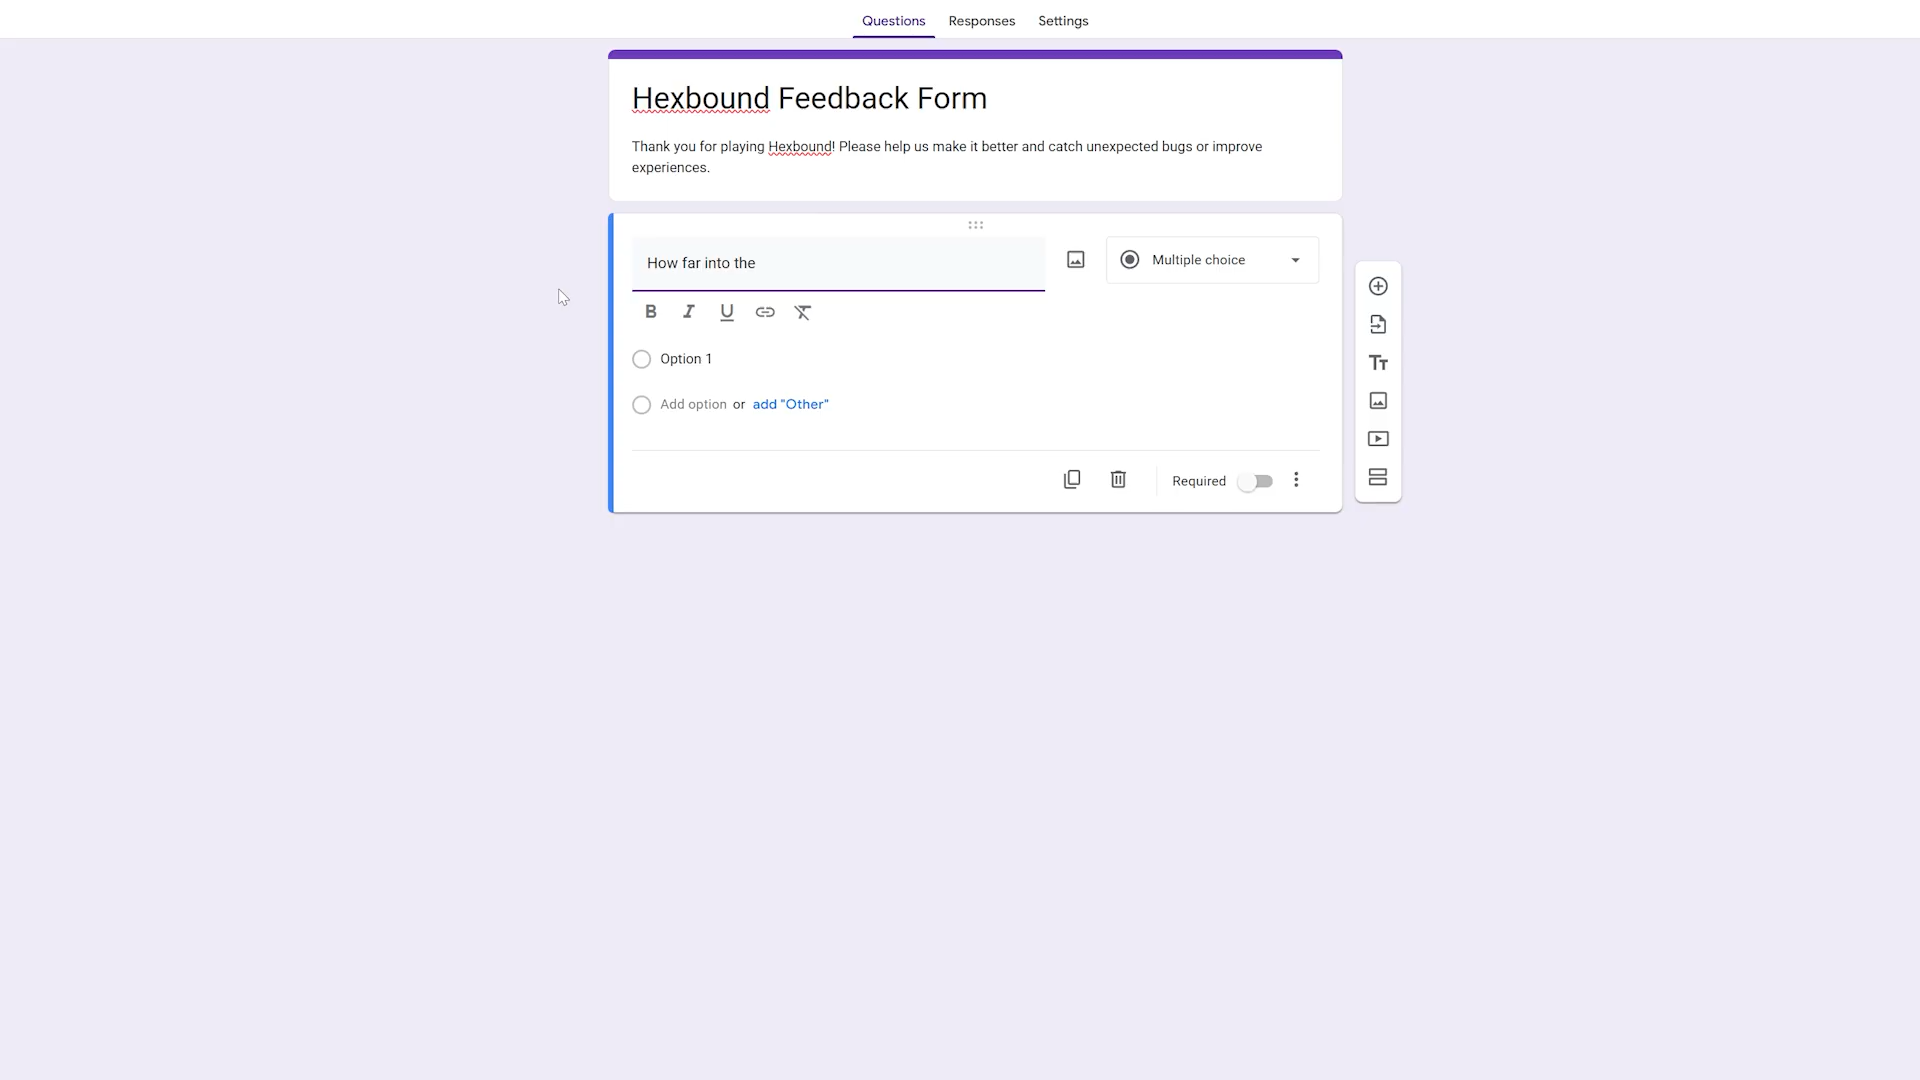 Questions Responses Settings
Hexbound Feedback Form
Thank you for playing Hexbound! Please help us make it better and catch unexpected bugs or improve
experiences.
How far into the
Multiple choice
B I U
Option 1
Add option or add "Other"
Required
Tт